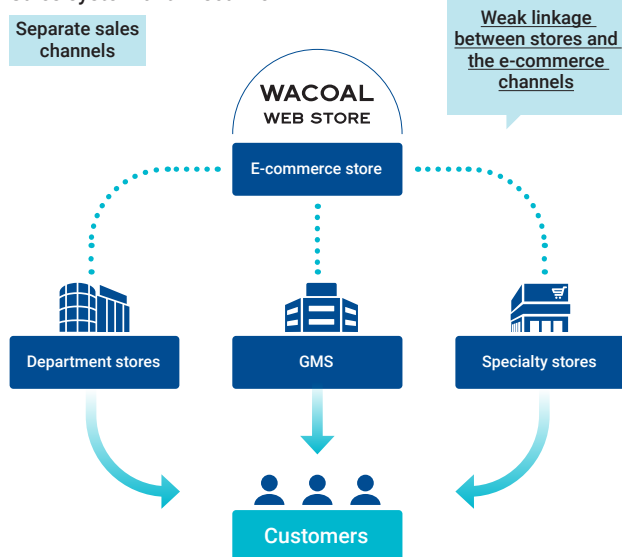 Separate sales
channels
Weak linkage
between stores and
the e-commerce
channels
WACOAL
WEB STORE
E-commerce store
Department stores
GMS
Specialty stores
Customers